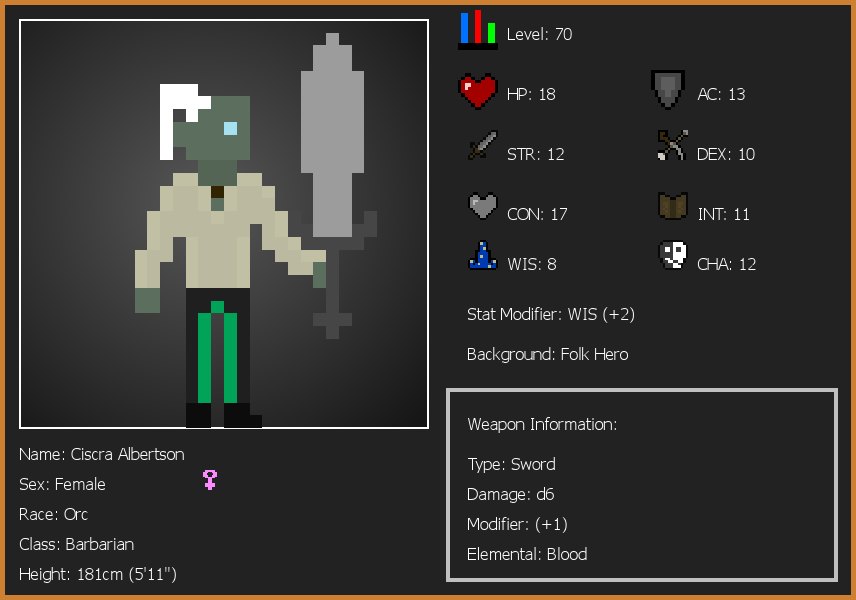 Level: 70
HP: 18
AC: 13
STR: 12
DEX: 10
CON: 17
INT: 11
WIS: 8
CHA: 12
Stat Modifier: WIS (+2)
Background: Folk Hero
Weapon Information:
Type: Sword
Damage: d6
Modifier: (+1)
Elemental: Blood
Name: Ciscra Albertson
Sex: Female
Race: Orc
Class: Barbarian
Height: 181cm (5'11")